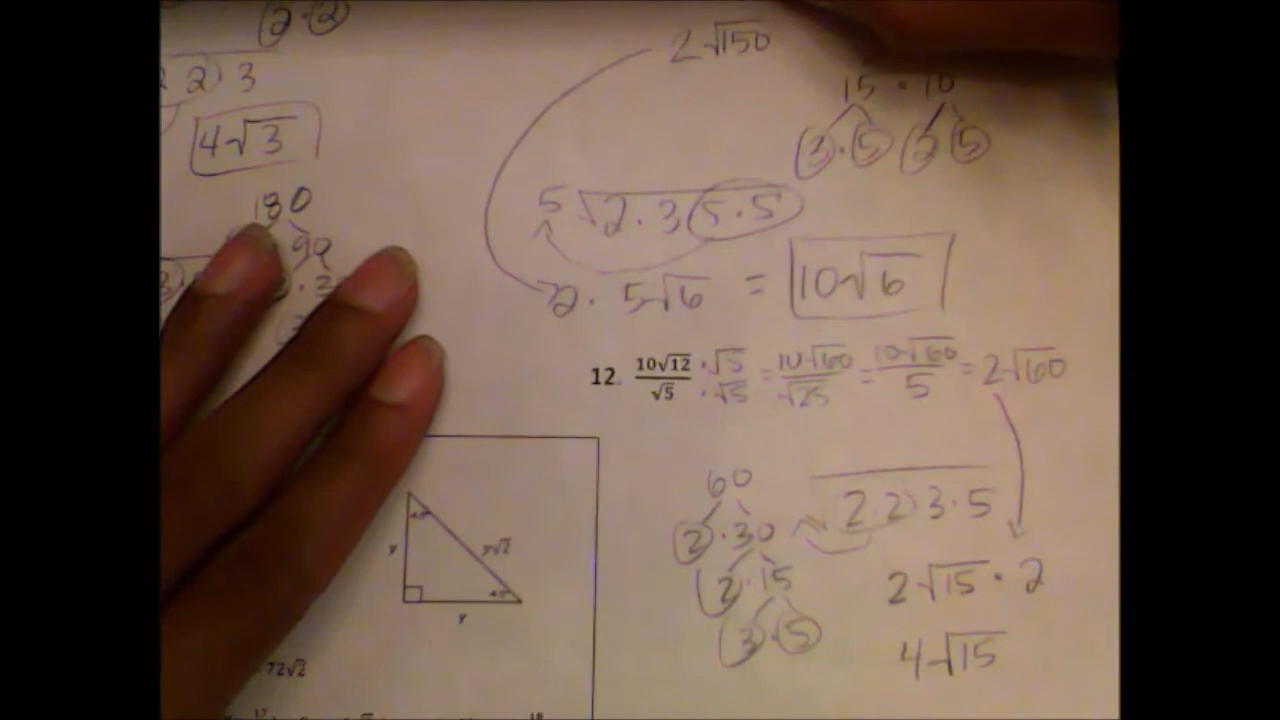 (2·(2)
2 2) 3
4√3
180
90
2√150
15 · 10
3·5 2 5
5√2·3(5·5)
2· 5√6 = 10√6
12. 10√12/√5 ·√5/·√5 = 10√60/√25 = 10√60/5 = 2√60
60
2·30
2·15
3·5
2·2) 3·5
2√15 · 2
4√15
45°
y
y√2
45°
y
72√2